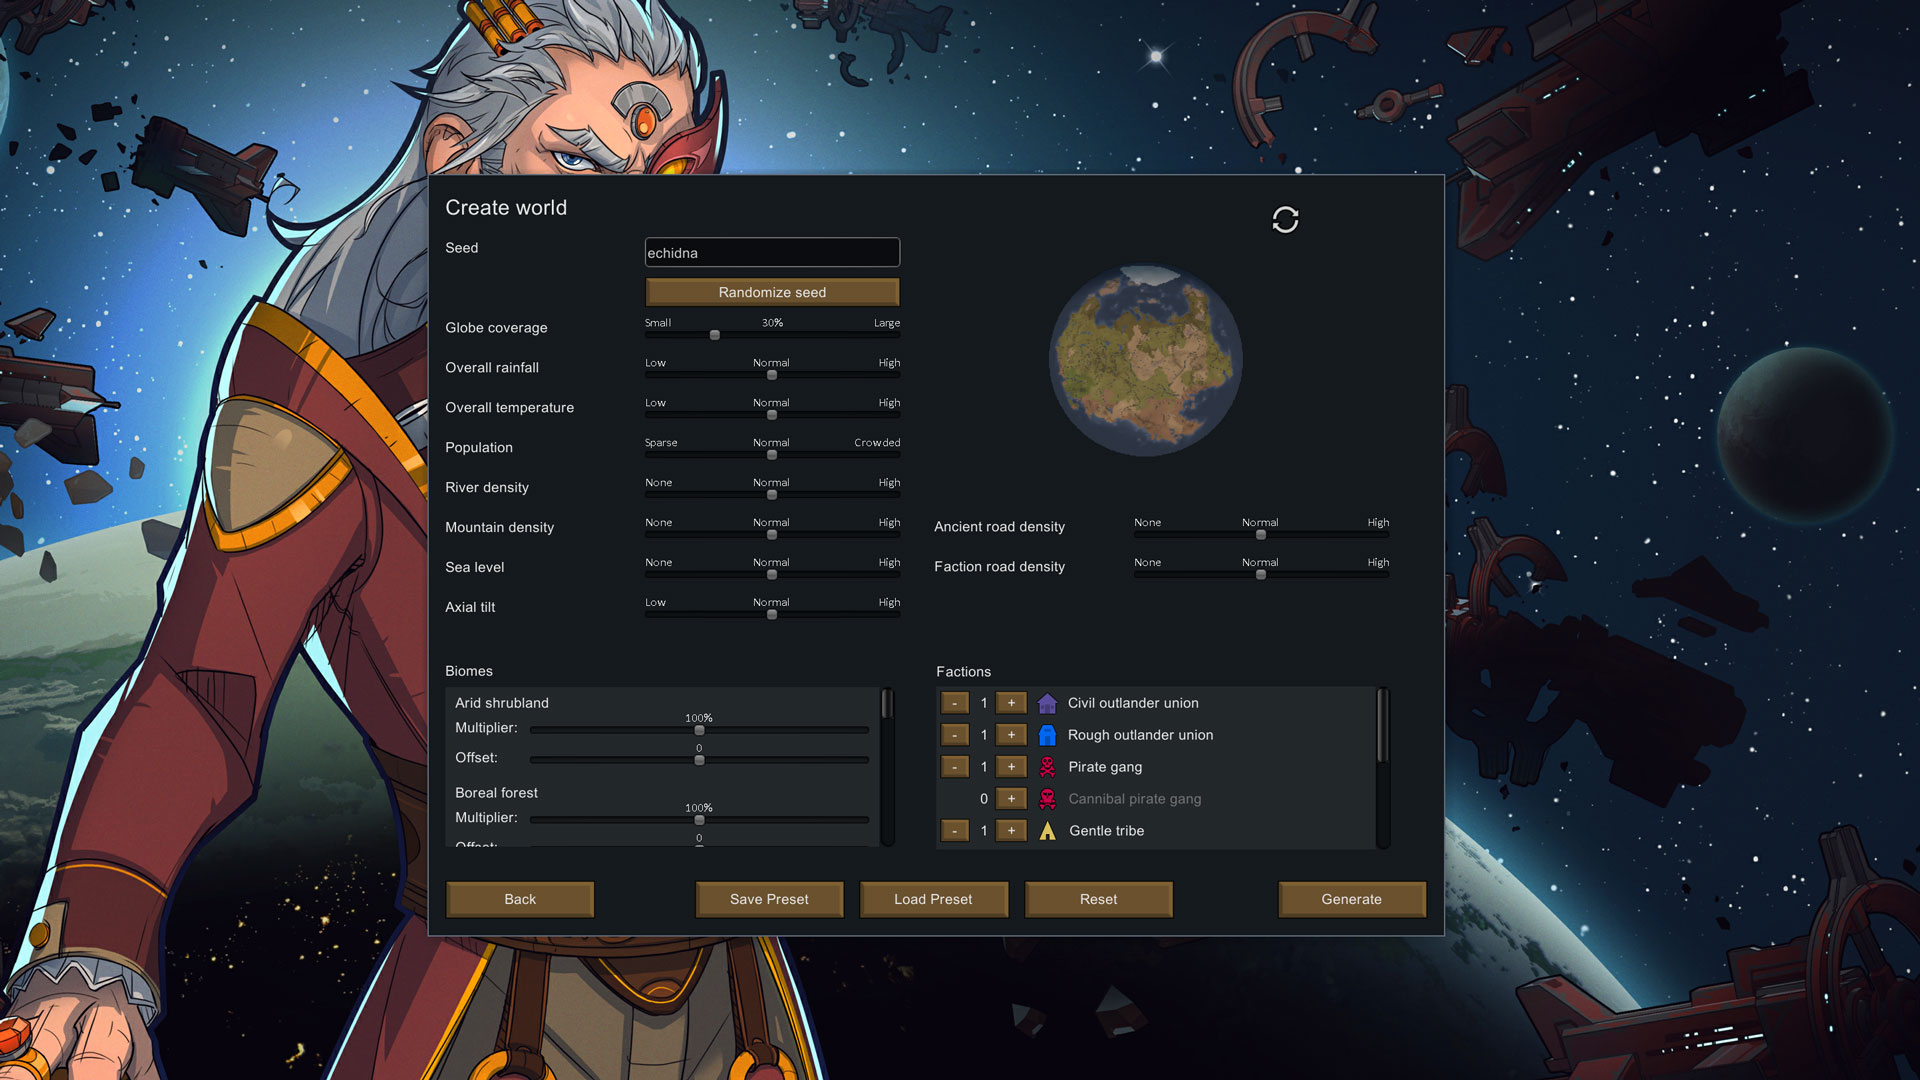 Create world
Seed
echidna
Randomize seed
Globe coverage
Small 30% Large
Overall rainfall
Low Normal High
Overall temperature
Low Normal High
Population
Sparse Normal Crowded
River density
None Normal High
Mountain density
None Normal High
Sea level
None Normal High
Axial tilt
Low Normal High
Ancient road density
None Normal High
Faction road density
None Normal High
Biomes
Arid shrubland
100%
Multiplier:
0
Offset:
Boreal forest
100%
Multiplier:
0
Offset:
Factions
- 1 + Civil outlander union
- 1 + Rough outlander union
- 1 + Pirate gang
0 + Cannibal pirate gang
- 1 + Gentle tribe
Back
Save Preset
Load Preset
Reset
Generate